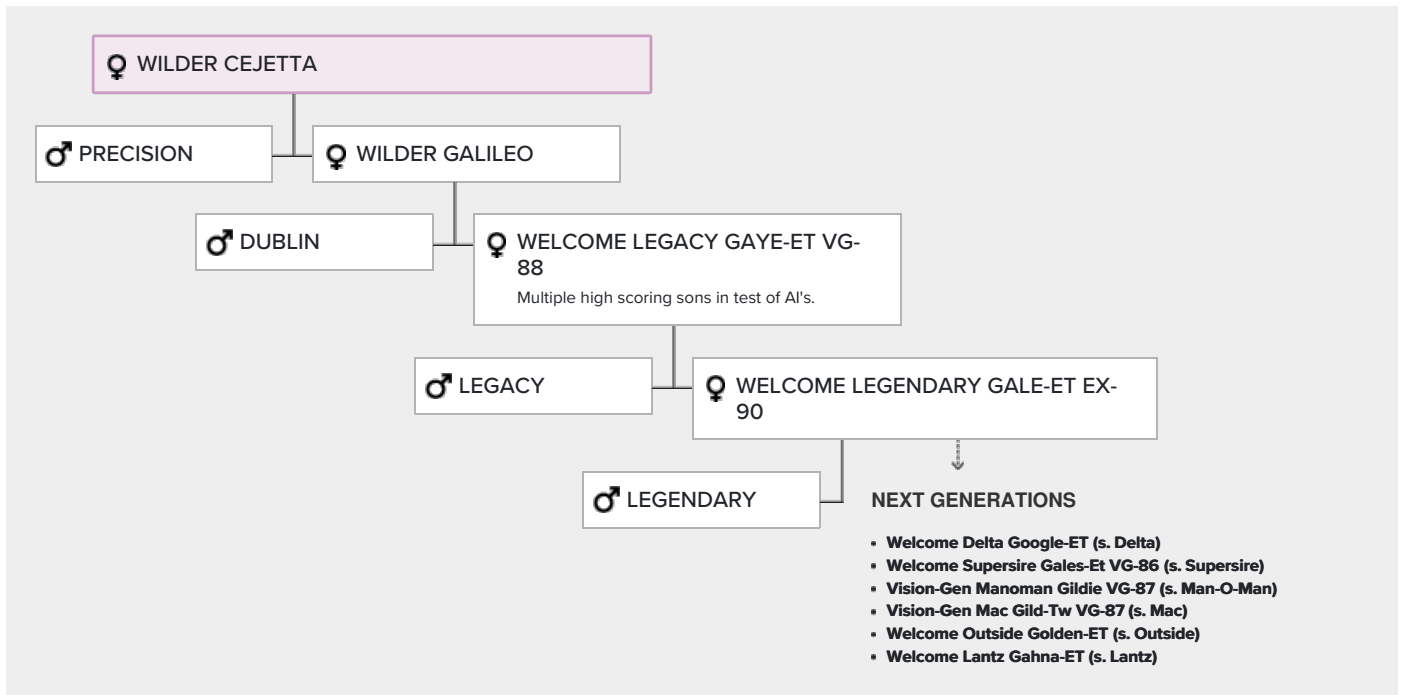 WILDER CEJETTA
PRECISION
WILDER GALILEO
DUBLIN
WELCOME LEGACY GAYE-ET VG-
88
Multiple high scoring sons in test of AI's.
LEGACY
WELCOME LEGENDARY GALE-ET EX-
90
LEGENDARY
NEXT GENERATIONS
Welcome Delta Google-ET (s. Delta)
Welcome Supersire Gales-Et VG-86 (s. Supersire)
Vision-Gen Manoman Gildie VG-87 (s. Man-O-Man)
Vision-Gen Mac Gild-Tw VG-87 (s. Mac)
Welcome Outside Golden-ET (s. Outside)
Welcome Lantz Gahna-ET (s. Lantz)